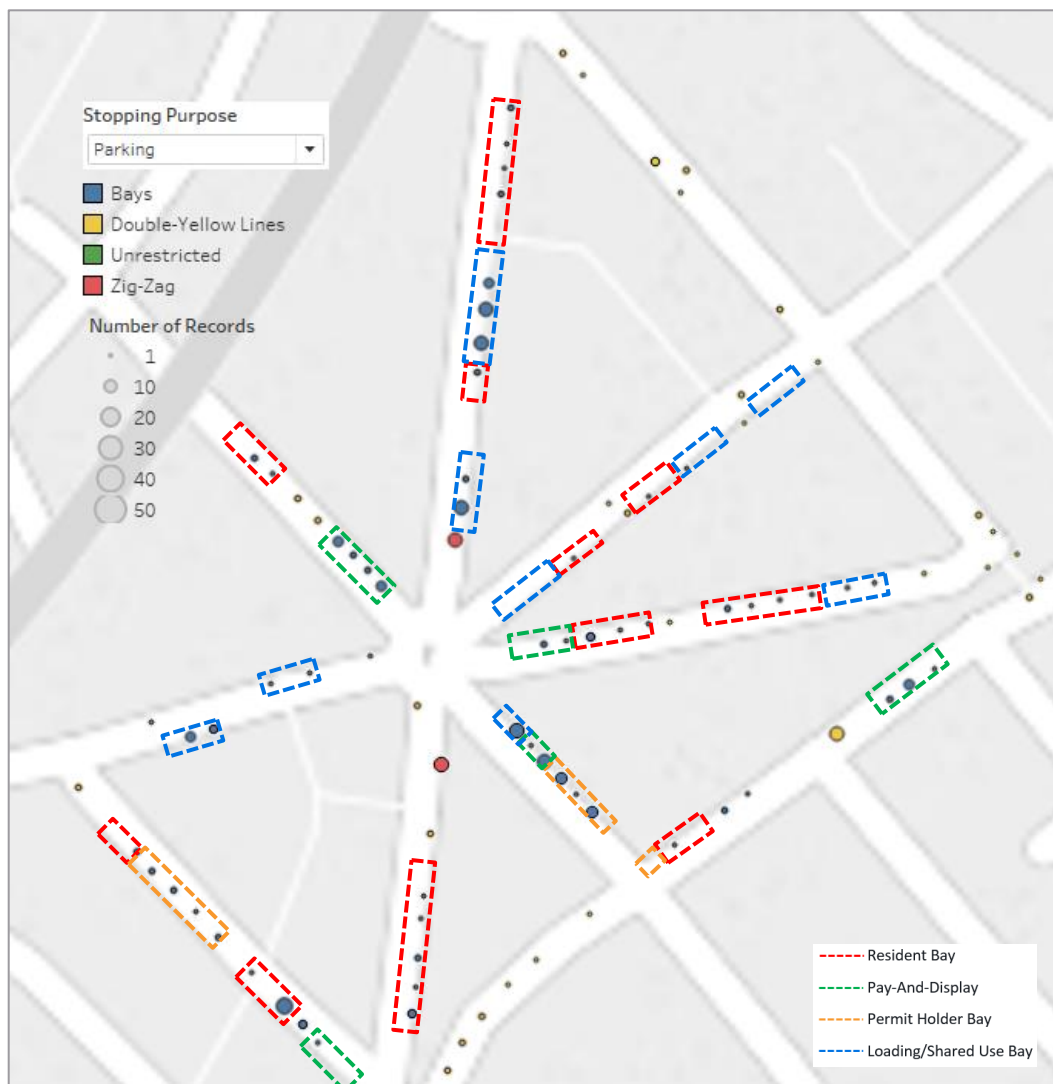 Stopping Purpose
Parking
Bays
Double-Yellow Lines
Unrestricted
Zig-Zag
Number of Records
1
10
20
30
40
50
Resident Bay
Pay-And-Display
Permit Holder Bay
Loading/Shared Use Bay